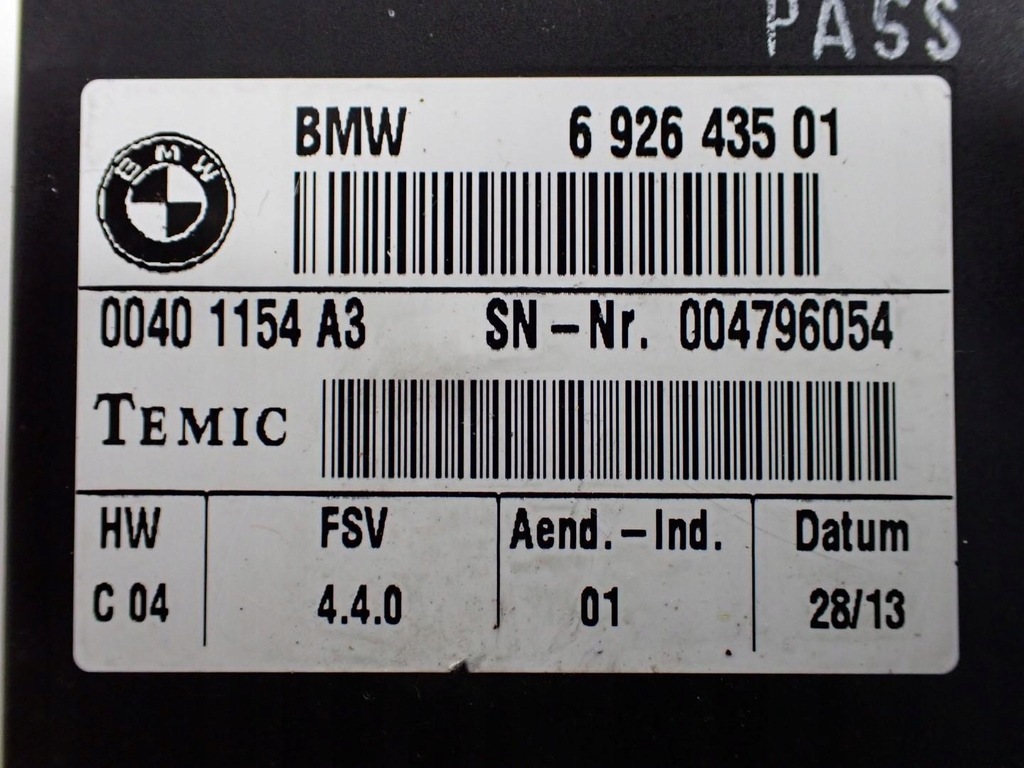 PASS
BMW 6 926 435 01
BMW
0040 1154 A3 SN-Nr. 004796054
TEMIC
HW FSV Aend.-Ind. Datum
C 04 4.4.0 01 28/13